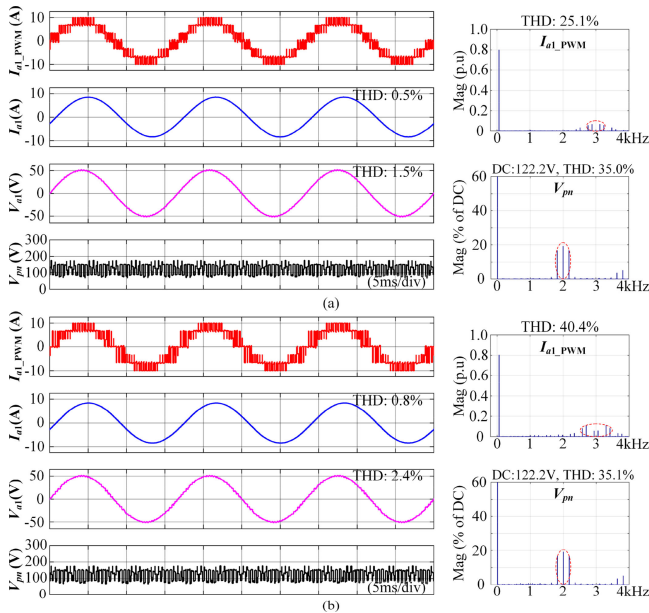 I_a1_PWM (A)
10
0
-10
THD: 25.1%
I_a1_PWM
Mag (p.u)
1
0.8
0.6
0.4
0.2
0
0 1 2 3 4kHz
I_a1(A)
10
0
-10
THD: 0.5%
V_a1(V)
50
0
-50
THD: 1.5%
DC:122.2V, THD: 35.0%
V_pn
Mag (% of DC)
60
40
20
0
0 1 2 3 4kHz
V_pn (V)
300
200
100
0
(5ms/div)
(a)
I_a1_PWM (A)
10
0
-10
THD: 40.4%
I_a1_PWM
Mag (p.u)
1
0.8
0.6
0.4
0.2
0
0 1 2 3 4kHz
I_a1(A)
10
0
-10
THD: 0.8%
V_a1(V)
50
0
-50
THD: 2.4%
DC:122.2V, THD: 35.1%
V_pn
Mag (% of DC)
60
40
20
0
0 1 2 3 4kHz
V_pn (V)
300
200
100
0
(5ms/div)
(b)